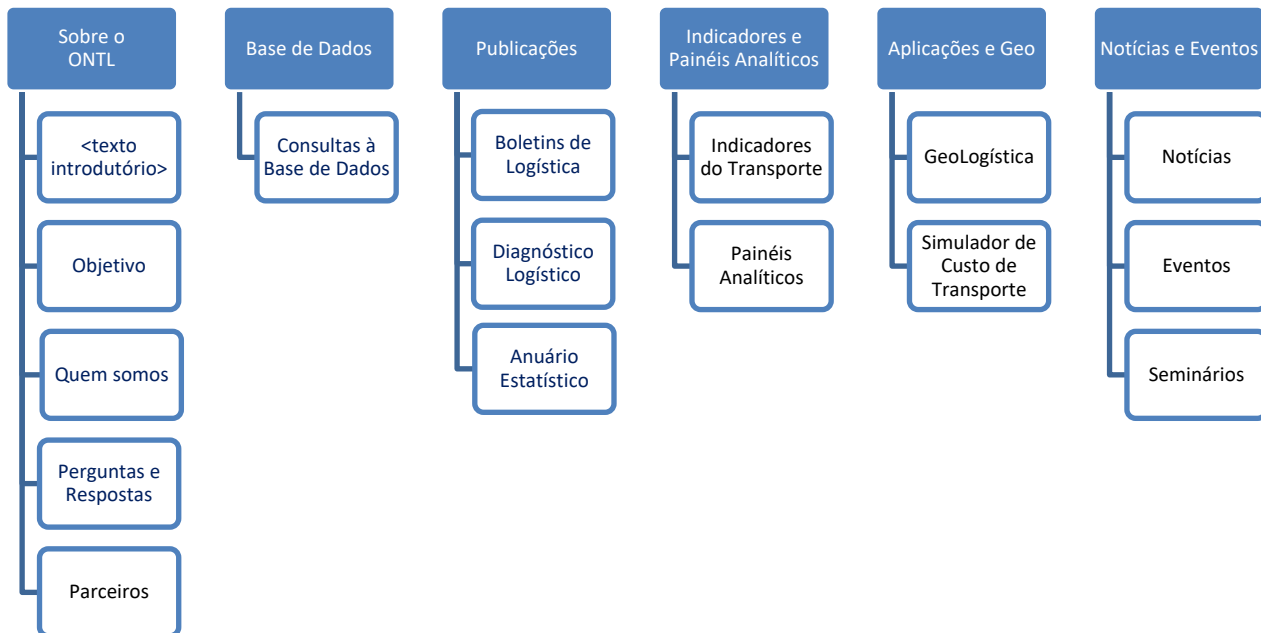 Sobre o
ONTL
<texto
introdutório>
Objetivo
Quem somos
Perguntas e
Respostas
Parceiros
Base de Dados
Consultas à
Base de Dados
Publicações
Boletins de
Logística
Diagnóstico
Logístico
Anuário
Estatístico
Indicadores e
Painéis Analíticos
Indicadores
do Transporte
Painéis
Analíticos
Aplicações e Geo
GeoLogística
Simulador de
Custo de
Transporte
Notícias e Eventos
Notícias
Eventos
Seminários